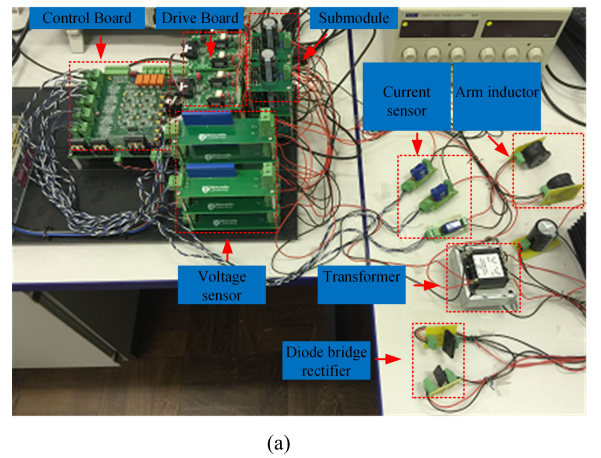 Control Board
Drive Board
Submodule
Current
sensor
Arm inductor
Voltage
sensor
Transformer
Diode bridge
rectifier
(a)